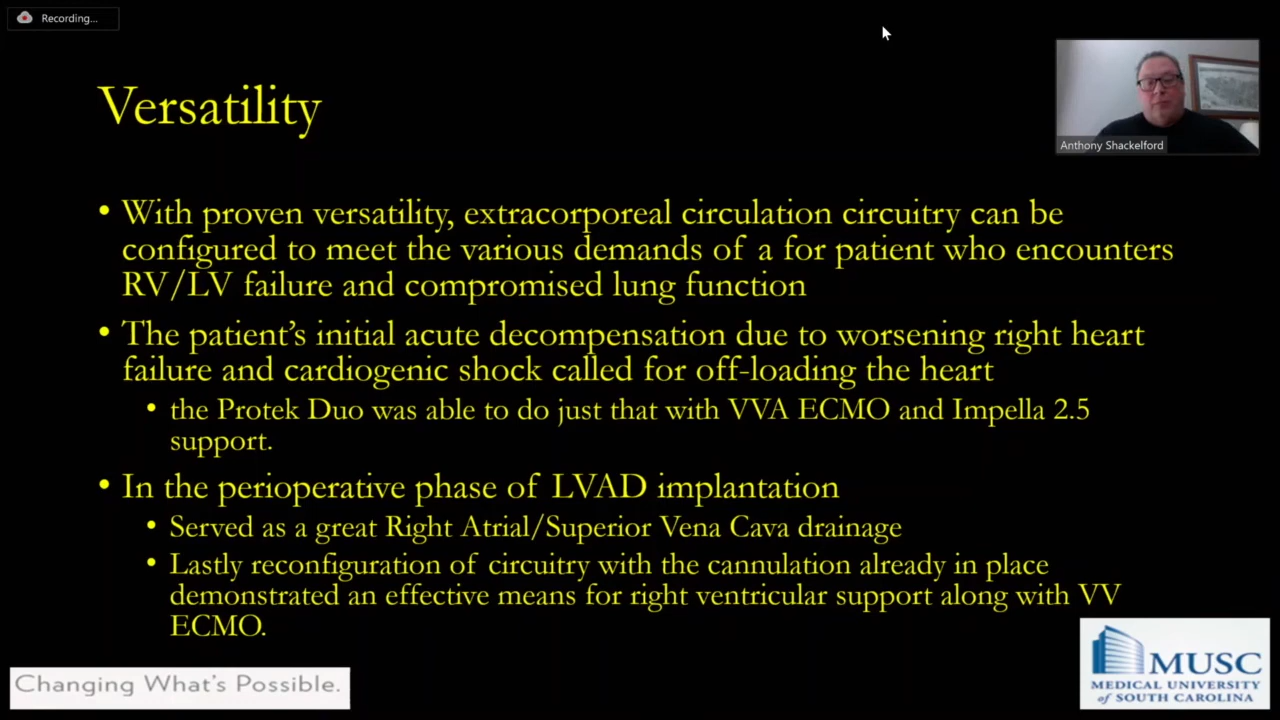 Recording...
Versatility
Anthony Shackelford
• With proven versatility, extracorporeal circulation circuitry can be
configured to meet the various demands of a for patient who encounters
RV/LV failure and compromised lung function
• The patient’s initial acute decompensation due to worsening right heart
failure and cardiogenic shock called for off-loading the heart
• the Protek Duo was able to do just that with VVA ECMO and Impella 2.5
support.
• In the perioperative phase of LVAD implantation
• Served as a great Right Atrial/Superior Vena Cava drainage
• Lastly reconfiguration of circuitry with the cannulation already in place
demonstrated an effective means for right ventricular support along with VV
ECMO.
Changing What’s Possible.
MUSC
MEDICAL UNIVERSITY
of SOUTH CAROLINA